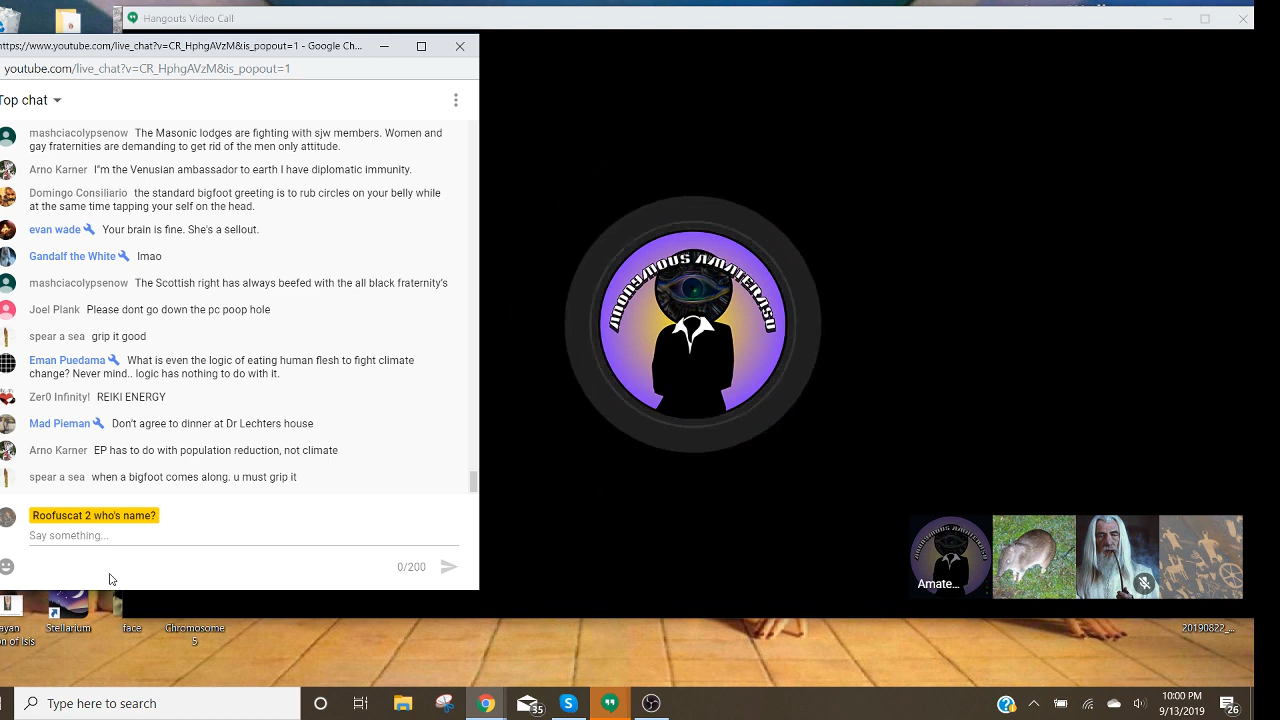 Hangouts Video Call
https://www.youtube.com/live_chat?v=CR_HphgAVzM&is_popout=1 - Google Ch...
youtube.com/live_chat?v=CR_HphgAVzM&is_popout=1
Top chat
mashciacolypsenow The Masonic lodges are fighting with sjw members. Women and
gay fraternities are demanding to get rid of the men only attitude.
Arno Karner I"m the Venusian ambassador to earth I have diplomatic immunity.
Domingo Consiliario the standard bigfoot greeting is to rub circles on your belly while
at the same time tapping your self on the head.
evan wade Your brain is fine. She's a sellout.
Gandalf the White lmao
mashciacolypsenow The Scottish right has always beefed with the all black fraternity's
Joel Plank Please dont go down the pc poop hole
spear a sea grip it good
Eman Puedama What is even the logic of eating human flesh to fight climate
change? Never mind.. logic has nothing to do with it.
Zer0 Infinity! REIKI ENERGY
Mad Pieman Don't agree to dinner at Dr Lechters house
Arno Karner EP has to do with population reduction, not climate
spear a sea when a bigfoot comes along. u must grip it
Roofuscat 2 who's name?
Say something...
0/200
ANONYMOUS AMATERASU
Amate...
ayan
on of Isis
Stellarium
face
Chromosome
5
20190822_...
Type here to search
35
10:00 PM
9/13/2019
26